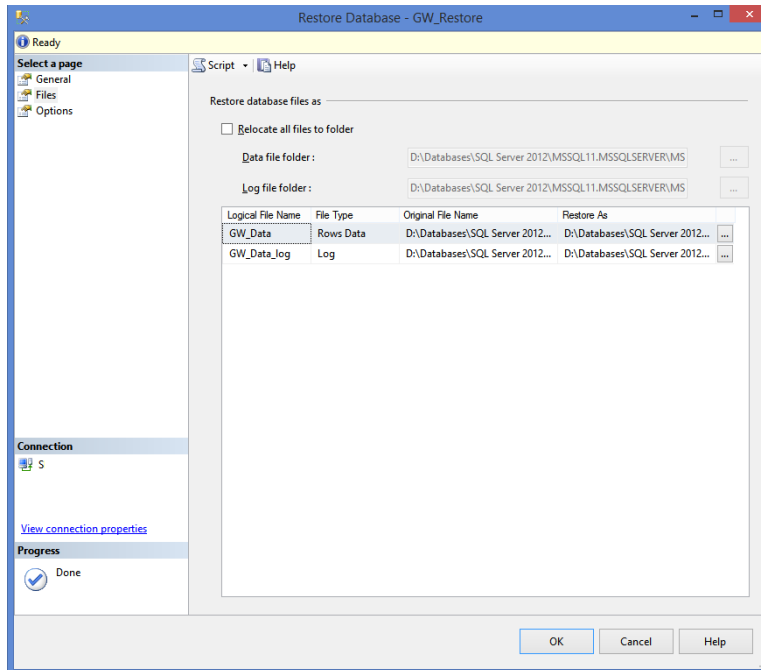 Restore Database - GW_Restore
Ready
Select a page
General
Files
Options
Script Help
Restore database files as
Relocate all files to folder
Data file folder : D:\Databases\SQL Server 2012\MSSQL11.MSSQLSERVER\MS ...
Log file folder : D:\Databases\SQL Server 2012\MSSQL11.MSSQLSERVER\MS ...
Logical File Name File Type Original File Name Restore As
GW_Data Rows Data D:\Databases\SQL Server 2012... D:\Databases\SQL Server 2012... ...
GW_Data_log Log D:\Databases\SQL Server 2012... D:\Databases\SQL Server 2012... ...
Connection
S
View connection properties
Progress
Done
OK Cancel Help